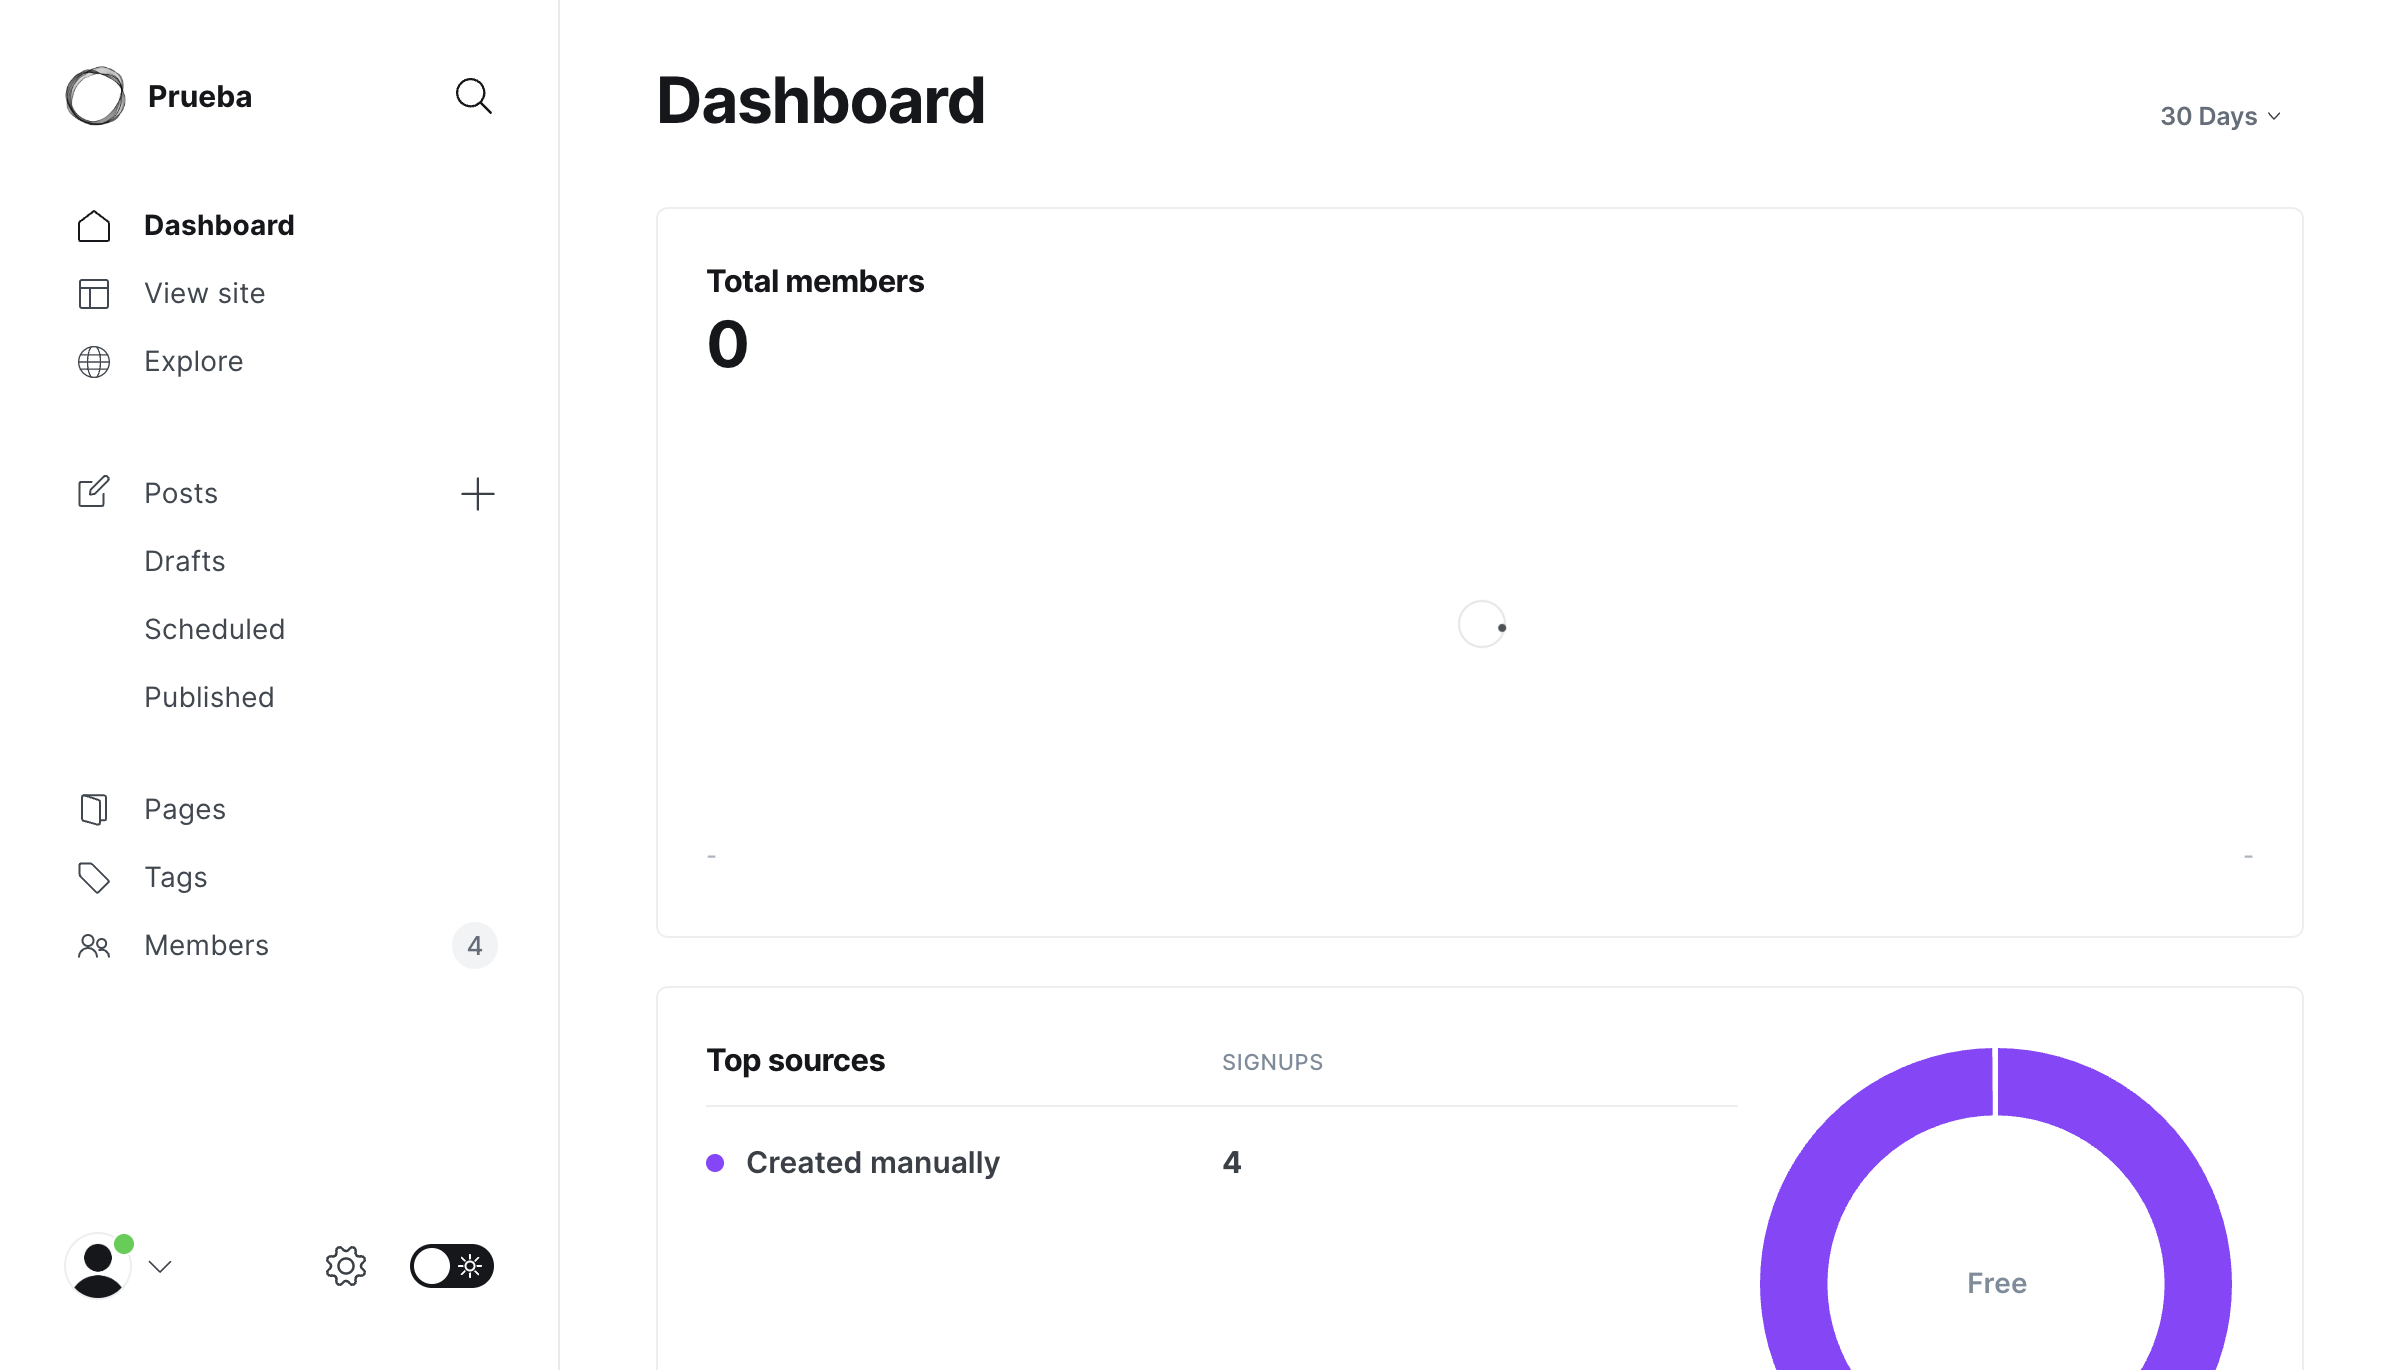 Prueba
Dashboard
View site
Explore
Posts
Drafts
Scheduled
Published
Pages
Tags
Members 4
Dashboard
30 Days
Total members
0
- -
Top sources SIGNUPS
Created manually 4
Free